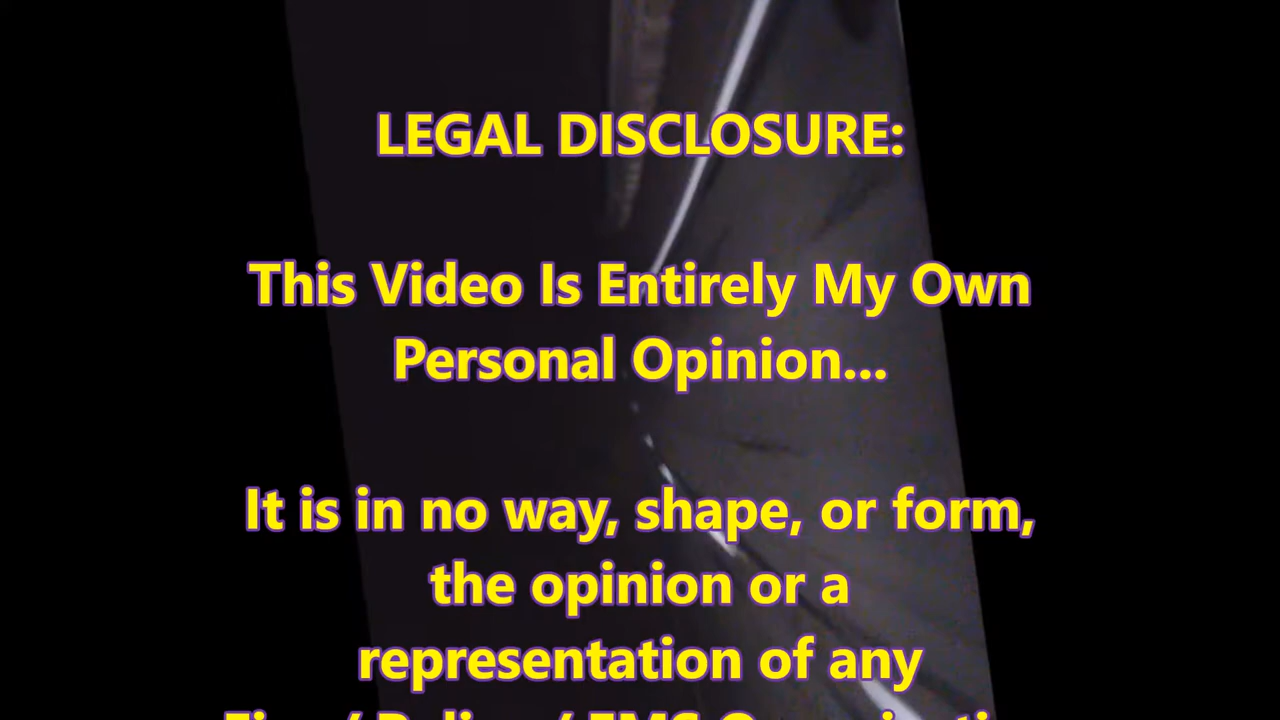 LEGAL DISCLOSURE:
This Video Is Entirely My Own
Personal Opinion...
It is in no way, shape, or form,
the opinion or a
representation of any